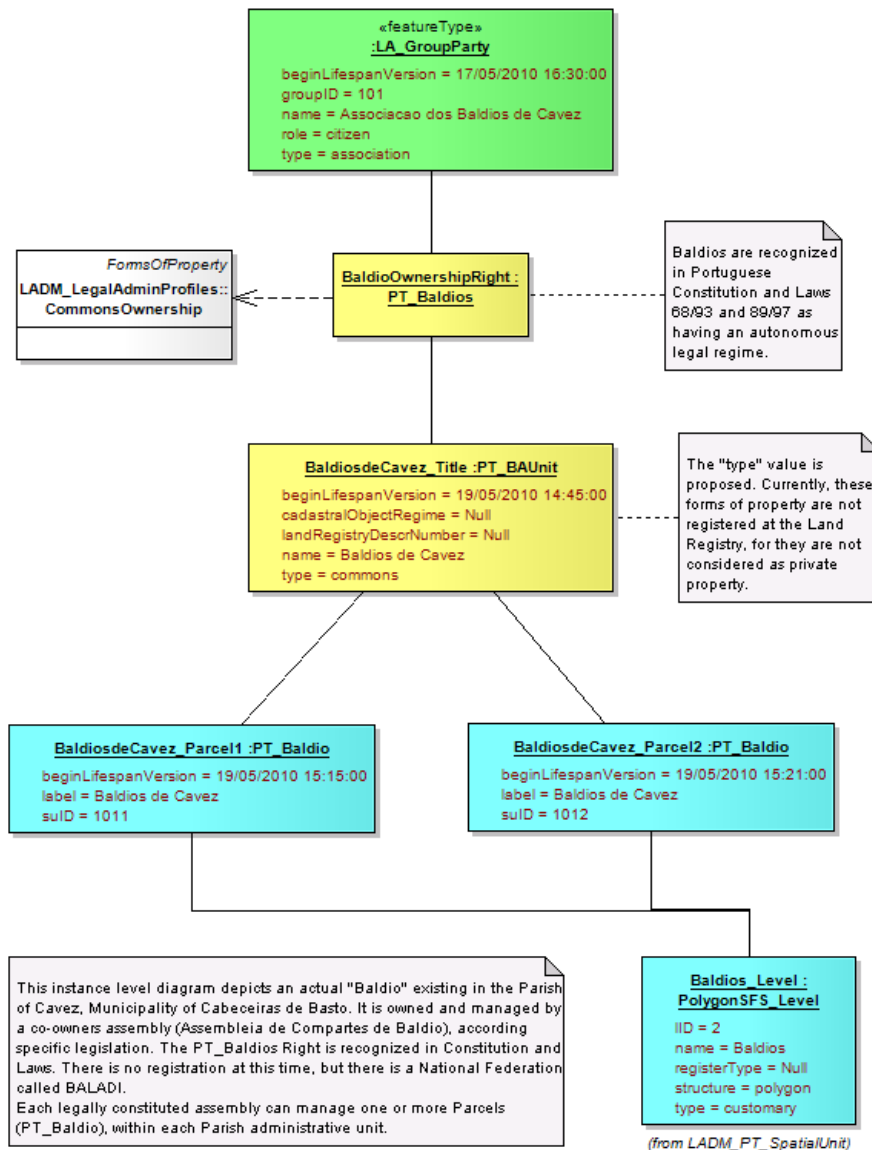 «featureType»
:LA_GroupParty
beginLifespanVersion = 17/05/2010 16:30:00
groupID = 101
name = Associacao dos Baldios de Cavez
role = citizen
type = association
FormsOfProperty
LADM_LegalAdminProfiles::
CommonsOwnership
BaldioOwnershipRight :
PT_Baldios
Baldios are recognized
in Portuguese
Constitution and Laws
68/93 and 89/97 as
having an autonomous
legal regime.
BaldiosdeCavez_Title :PT_BAUnit
beginLifespanVersion = 19/05/2010 14:45:00
cadastralObjectRegime = Null
landRegistryDescrNumber = Null
name = Baldios de Cavez
type = commons
The "type" value is
proposed. Currently, these
forms of property are not
registered at the Land
Registry, for they are not
considered as private
property.
BaldiosdeCavez_Parcel1 :PT_Baldio
beginLifespanVersion = 19/05/2010 15:15:00
label = Baldios de Cavez
suID = 1011
BaldiosdeCavez_Parcel2 :PT_Baldio
beginLifespanVersion = 19/05/2010 15:21:00
label = Baldios de Cavez
suID = 1012
This instance level diagram depicts an actual "Baldio" existing in the Parish
of Cavez, Municipality of Cabeceiras de Basto. It is owned and managed by
a co-owners assembly (Assembleia de Compartes de Baldio), according
specific legislation. The PT_Baldios Right is recognized in Constitution and
Laws. There is no registration at this time, but there is a National Federation
called BALADI.
Each legally constituted assembly can manage one or more Parcels
(PT_Baldio), within each Parish administrative unit.
Baldios_Level :
PolygonSFS_Level
lID = 2
name = Baldios
registerType = Null
structure = polygon
type = customary
(from LADM_PT_SpatialUnit)